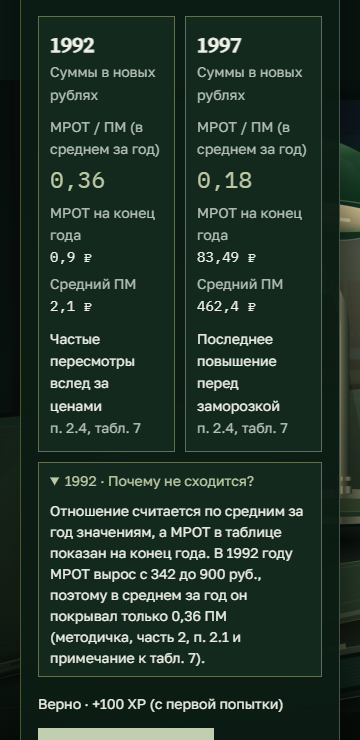 1992
Суммы в новых
рублях
МРОТ / ПМ (в
среднем за год)
0,36
МРОТ на конец
года
0,9 ₽
Средний ПМ
2,1 ₽
Частые
пересмотры
вслед за
ценами
п. 2.4, табл. 7
1997
Суммы в новых
рублях
МРОТ / ПМ (в
среднем за год)
0,18
МРОТ на конец
года
83,49 ₽
Средний ПМ
462,4 ₽
Последнее
повышение
перед
заморозкой
п. 2.4, табл. 7
▼ 1992 · Почему не сходится?
Отношение считается по средним за
год значениям, а МРОТ в таблице
показан на конец года. В 1992 году
МРОТ вырос с 342 до 900 руб.,
поэтому в среднем за год он
покрывал только 0,36 ПМ
(методичка, часть 2, п. 2.1 и
примечание к табл. 7).
Верно · +100 XP (с первой попытки)